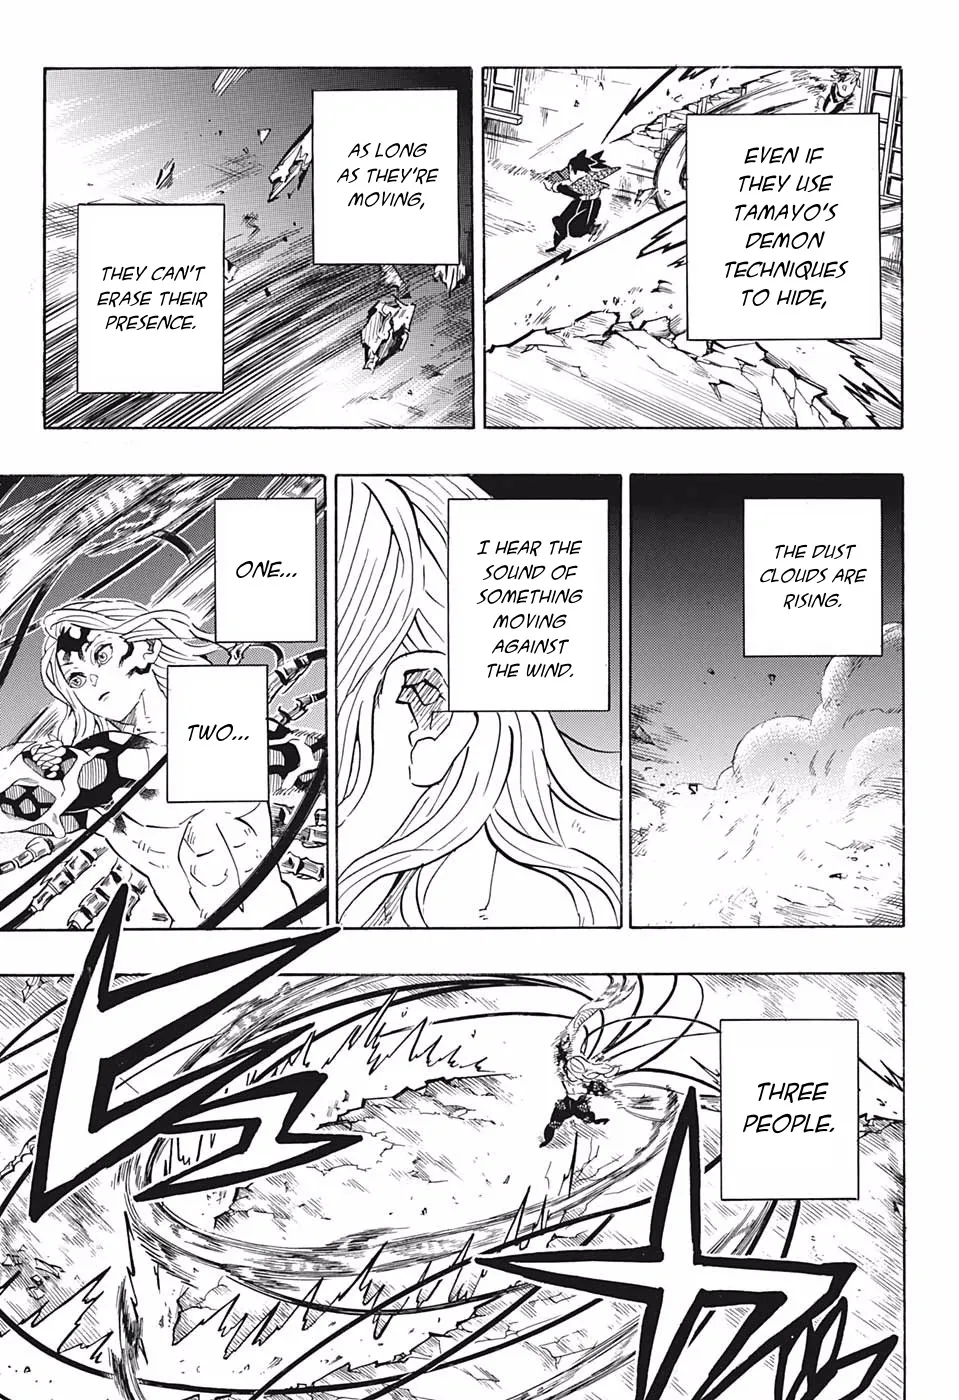 EVEN IF
THEY USE
TAMAYO'S
DEMON
TECHNIQUES
TO HIDE,
AS LONG
AS THEY'RE
MOVING,
THEY CAN'T
ERASE THEIR
PRESENCE.
THE DUST
CLOUDS ARE
RISING.
I HEAR THE
SOUND OF
SOMETHING
MOVING
AGAINST
THE WIND.
ONE...
TWO...
THREE
PEOPLE.